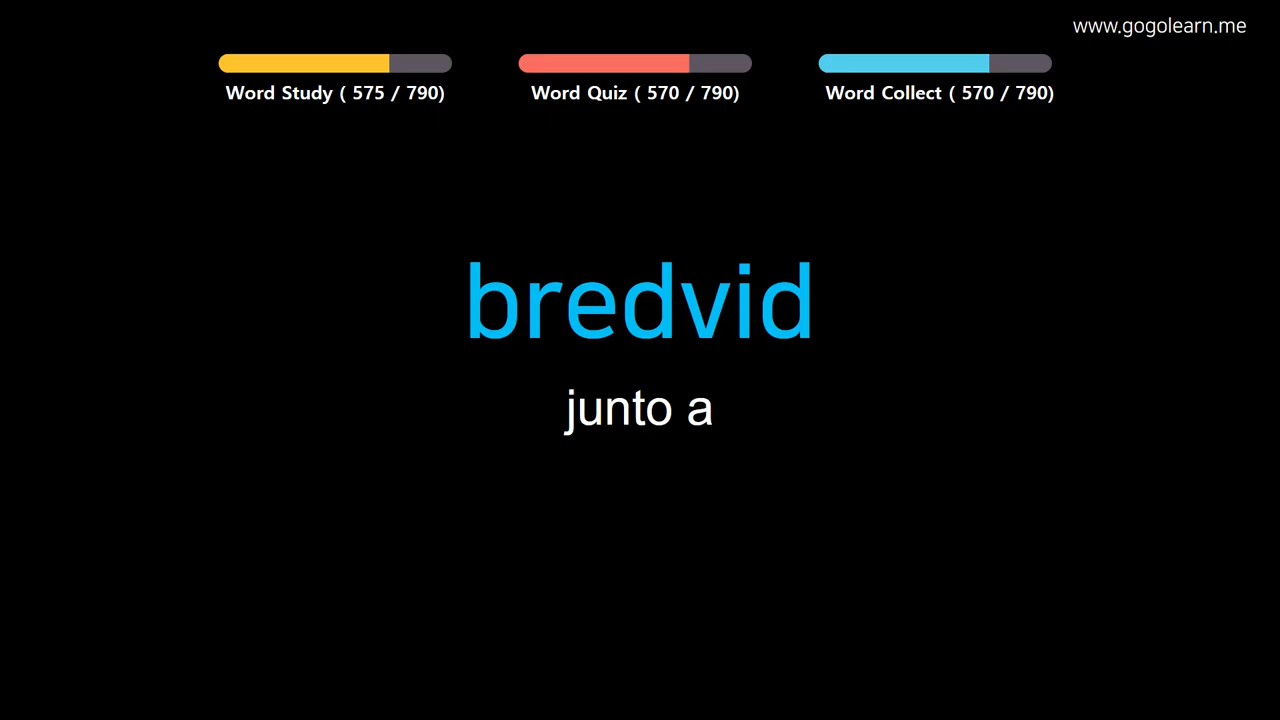 www.gogolearn.me
Word Study ( 575 / 790)
Word Quiz ( 570 / 790)
Word Collect ( 570 / 790)
bredvid
junto a